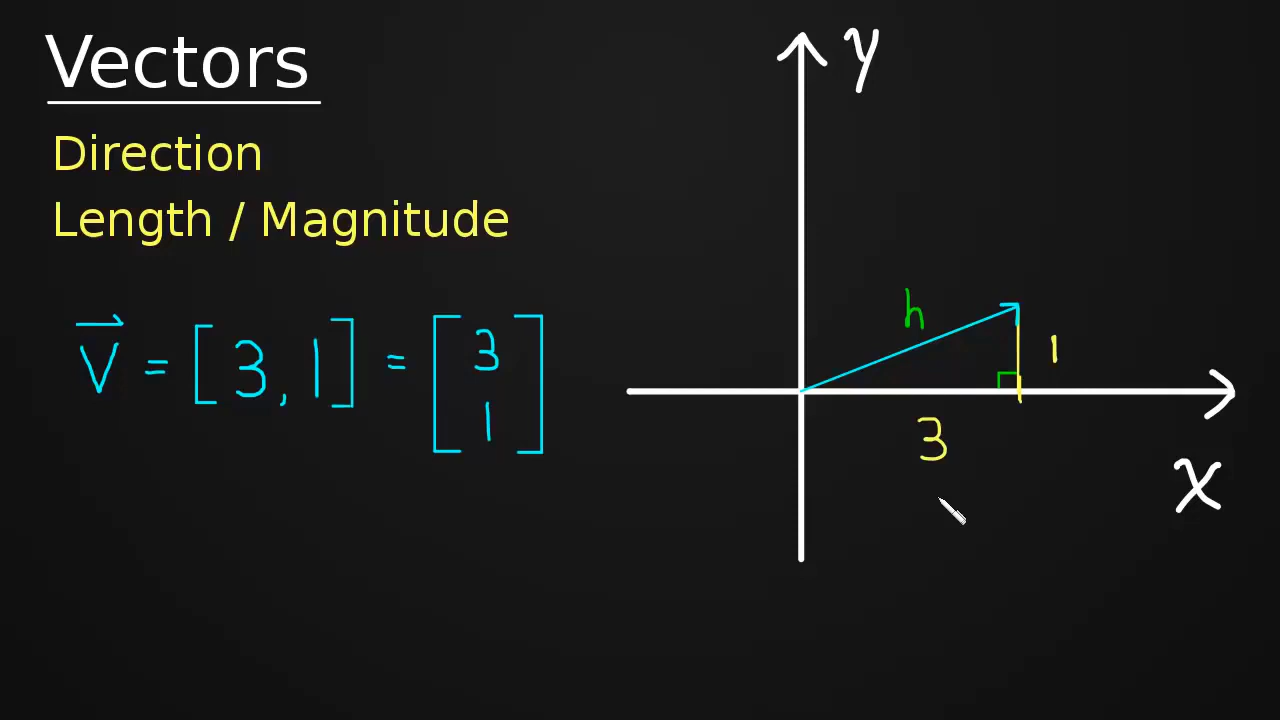 Vectors
Direction
Length / Magnitude
V = [3, 1] = [3
1]
y
h
1
3
x